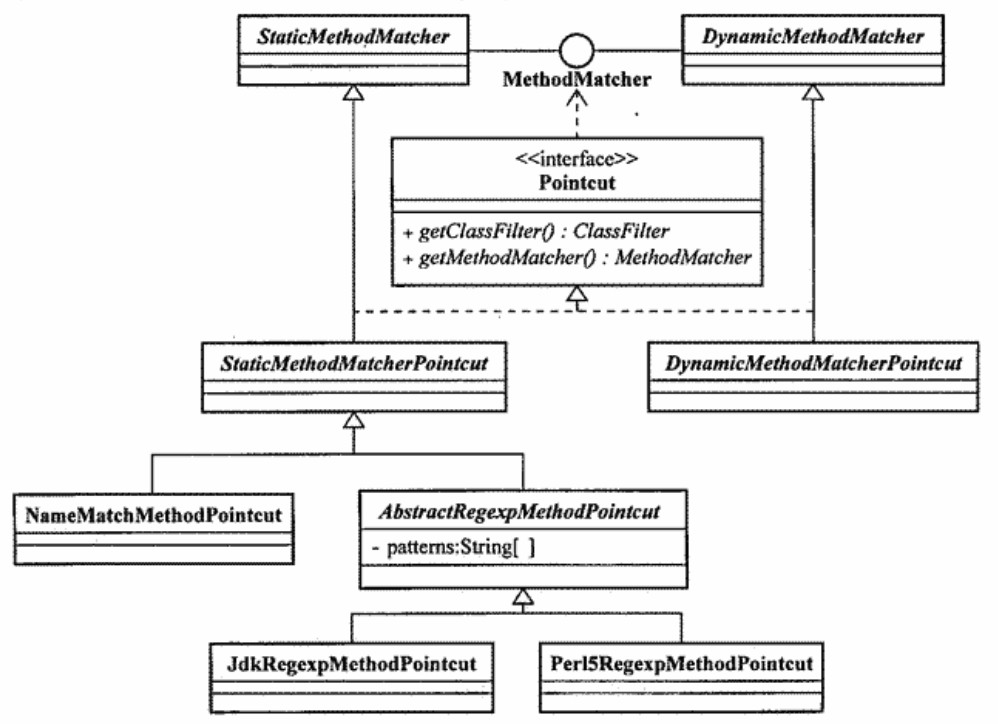 StaticMethodMatcher
DynamicMethodMatcher
MethodMatcher
<<interface>>
Pointcut
+ getClassFilter() : ClassFilter
+ getMethodMatcher() : MethodMatcher
StaticMethodMatcherPointcut
DynamicMethodMatcherPointcut
NameMatchMethodPointcut
AbstractRegexpMethodPointcut
- patterns:String[ ]
JdkRegexpMethodPointcut
Perl5RegexpMethodPointcut